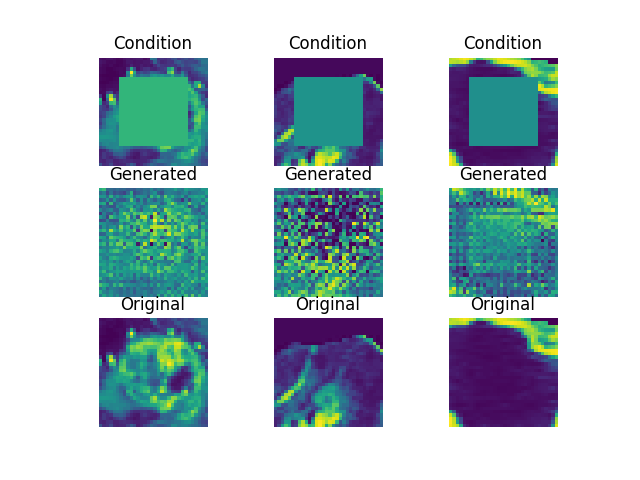 Condition Condition Condition
Generated Generated Generated
Original Original Original